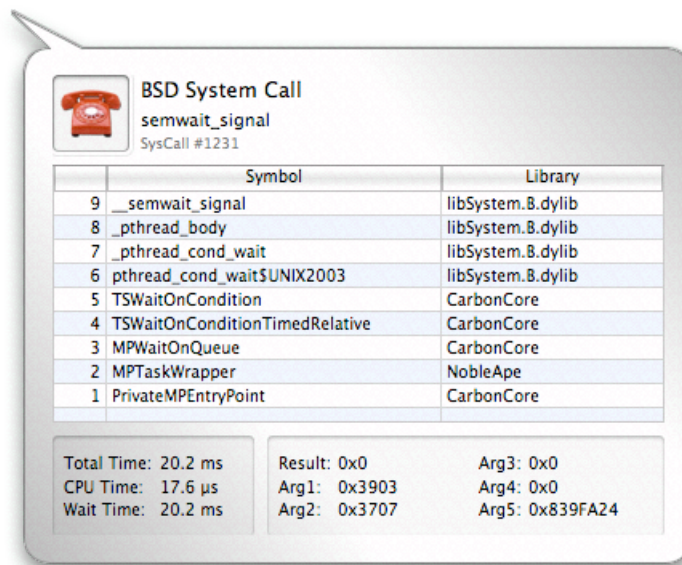 BSD System Call
semwait_signal
SysCall #1231
Symbol Library
9 __semwait_signal libSystem.B.dylib
8 _pthread_body libSystem.B.dylib
7 _pthread_cond_wait libSystem.B.dylib
6 pthread_cond_wait$UNIX2003 libSystem.B.dylib
5 TSWaitOnCondition CarbonCore
4 TSWaitOnConditionTimedRelative CarbonCore
3 MPWaitOnQueue CarbonCore
2 MPTaskWrapper NobleApe
1 PrivateMPEntryPoint CarbonCore
Total Time: 20.2 ms Result: 0x0 Arg3: 0x0
CPU Time: 17.6 µs Arg1: 0x3903 Arg4: 0x0
Wait Time: 20.2 ms Arg2: 0x3707 Arg5: 0x839FA24